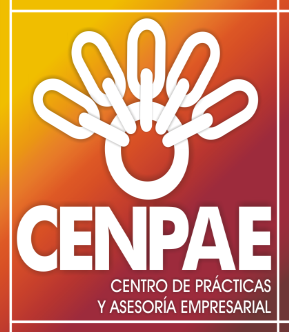 CENPAE
CENTRO DE PRÁCTICAS
Y ASESORÍA EMPRESARIAL